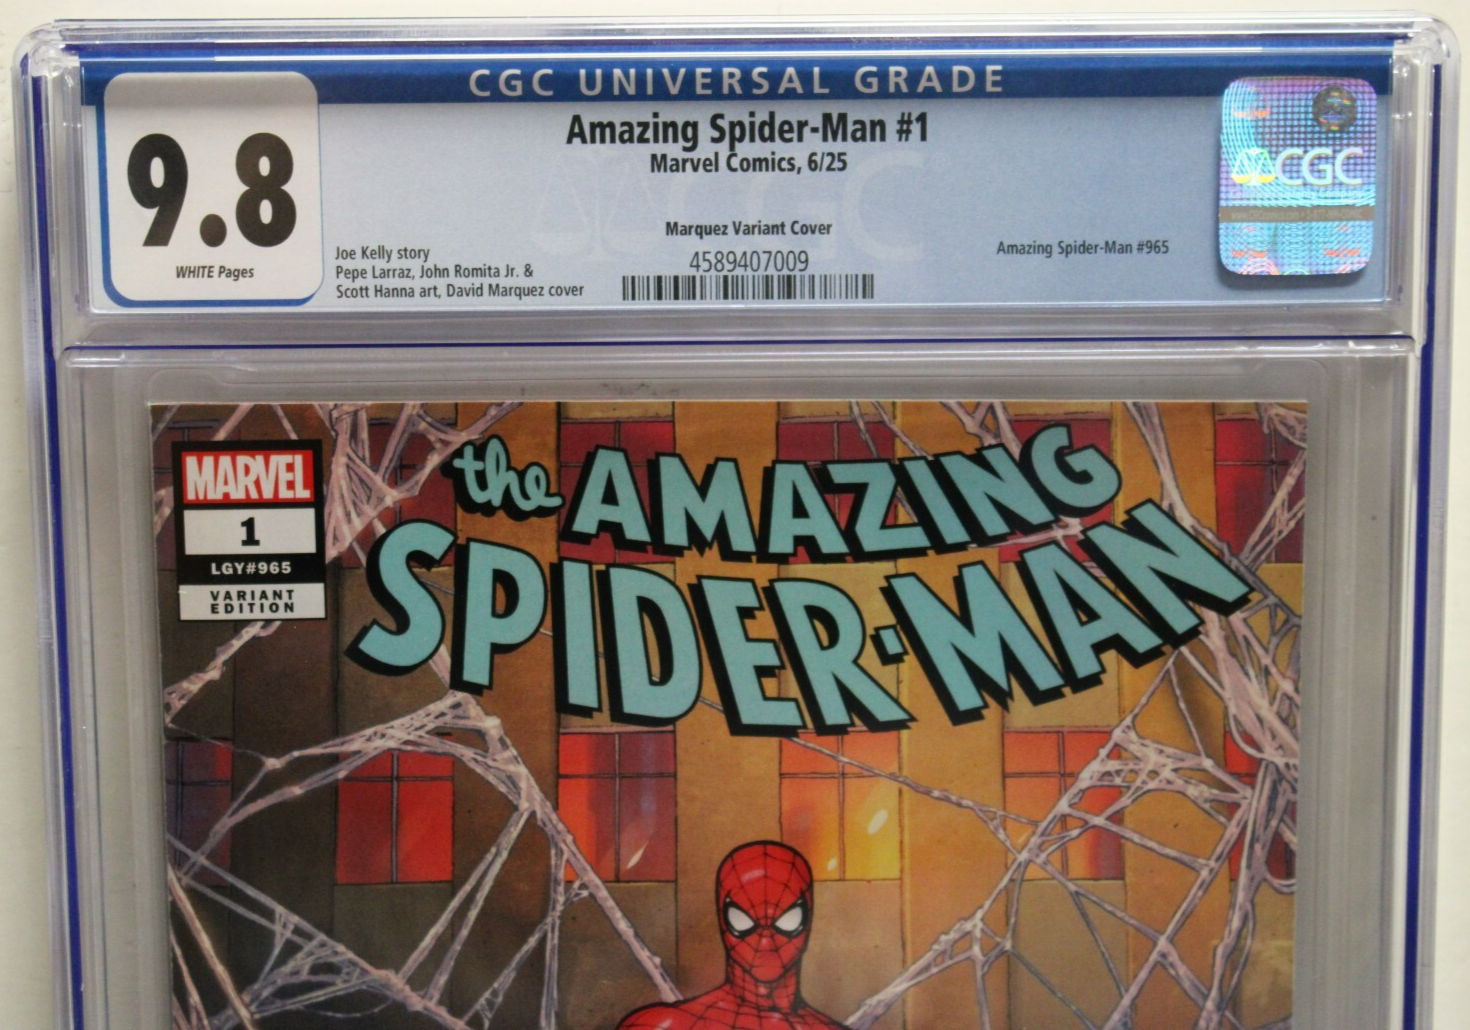 CGC UNIVERSAL GRADE
9.8
WHITE Pages
Amazing Spider-Man #1
Marvel Comics, 6/25
Marquez Variant Cover
Joe Kelly story
Pepe Larraz, John Romita Jr. &
Scott Hanna art, David Marquez cover
4589407009
Amazing Spider-Man #965
CGC
CGC
MARVEL
1
LGY#965
VARIANT
EDITION
the AMAZING
SPIDER-MAN